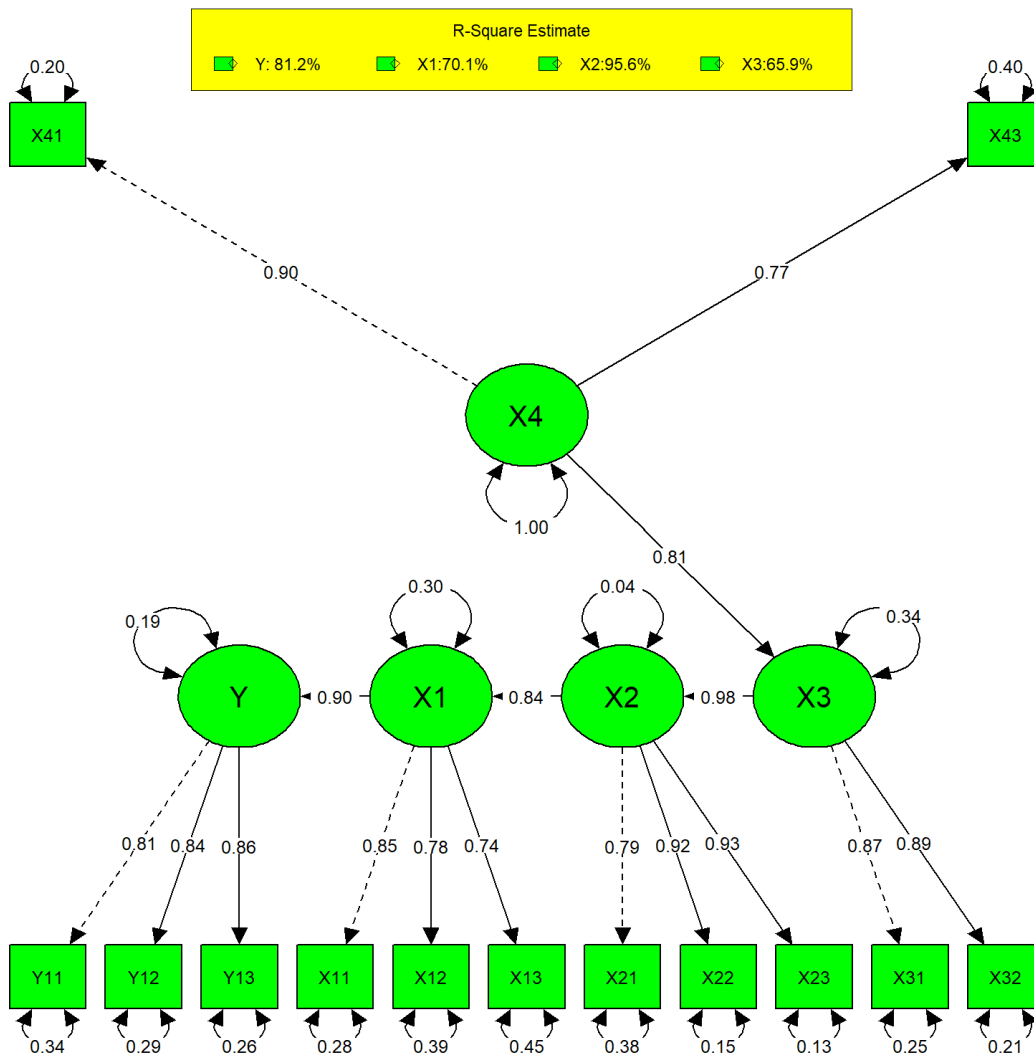 R-Square Estimate
Y: 81.2% X1:70.1% X2:95.6% X3:65.9%
0.20 0.40
X41 X43
0.90 0.77
X4
1.00
0.81
0.19 0.30 0.04 0.34
Y 0.90 X1 0.84 X2 0.98 X3
0.81 0.84 0.86 0.85 0.78 0.74 0.79 0.92 0.93 0.87 0.89
Y11 Y12 Y13 X11 X12 X13 X21 X22 X23 X31 X32
0.34 0.29 0.26 0.28 0.39 0.45 0.38 0.15 0.13 0.25 0.21